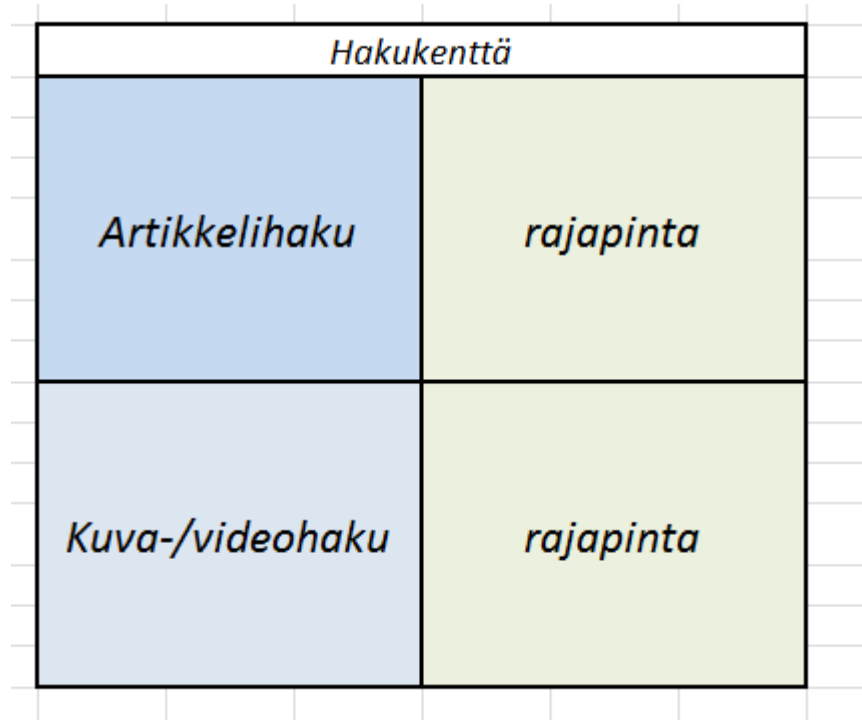 Hakukenttä
Artikkelihaku
rajapinta
Kuva-/videohaku
rajapinta